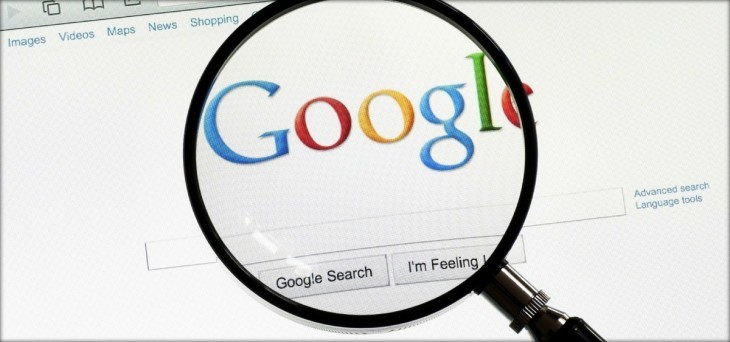 Images Videos Maps News Shopping
Google
Advanced search
Language tools
Google Search
I'm Feeling